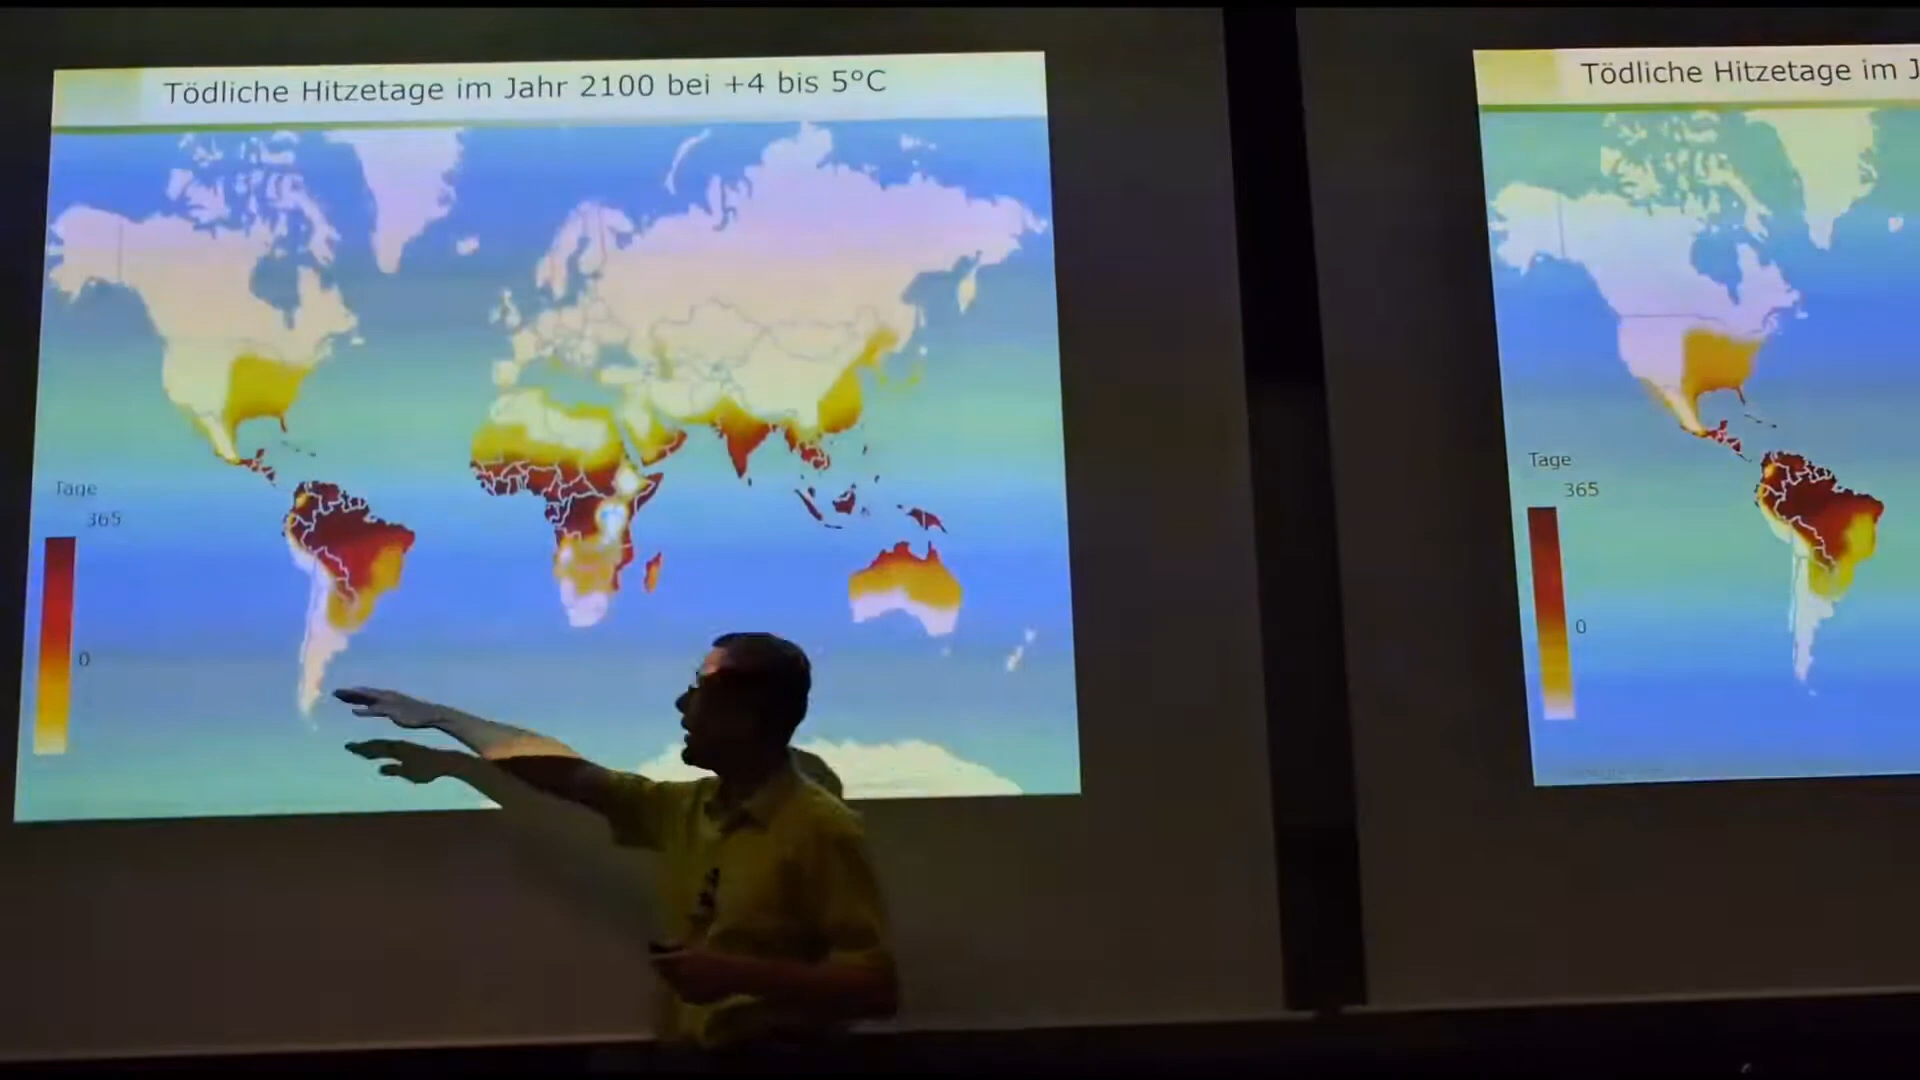 Tödliche Hitzetage im Jahr 2100 bei +4 bis 5°C
Tage
365
0
Tödliche Hitzetage im J
Tage
365
0